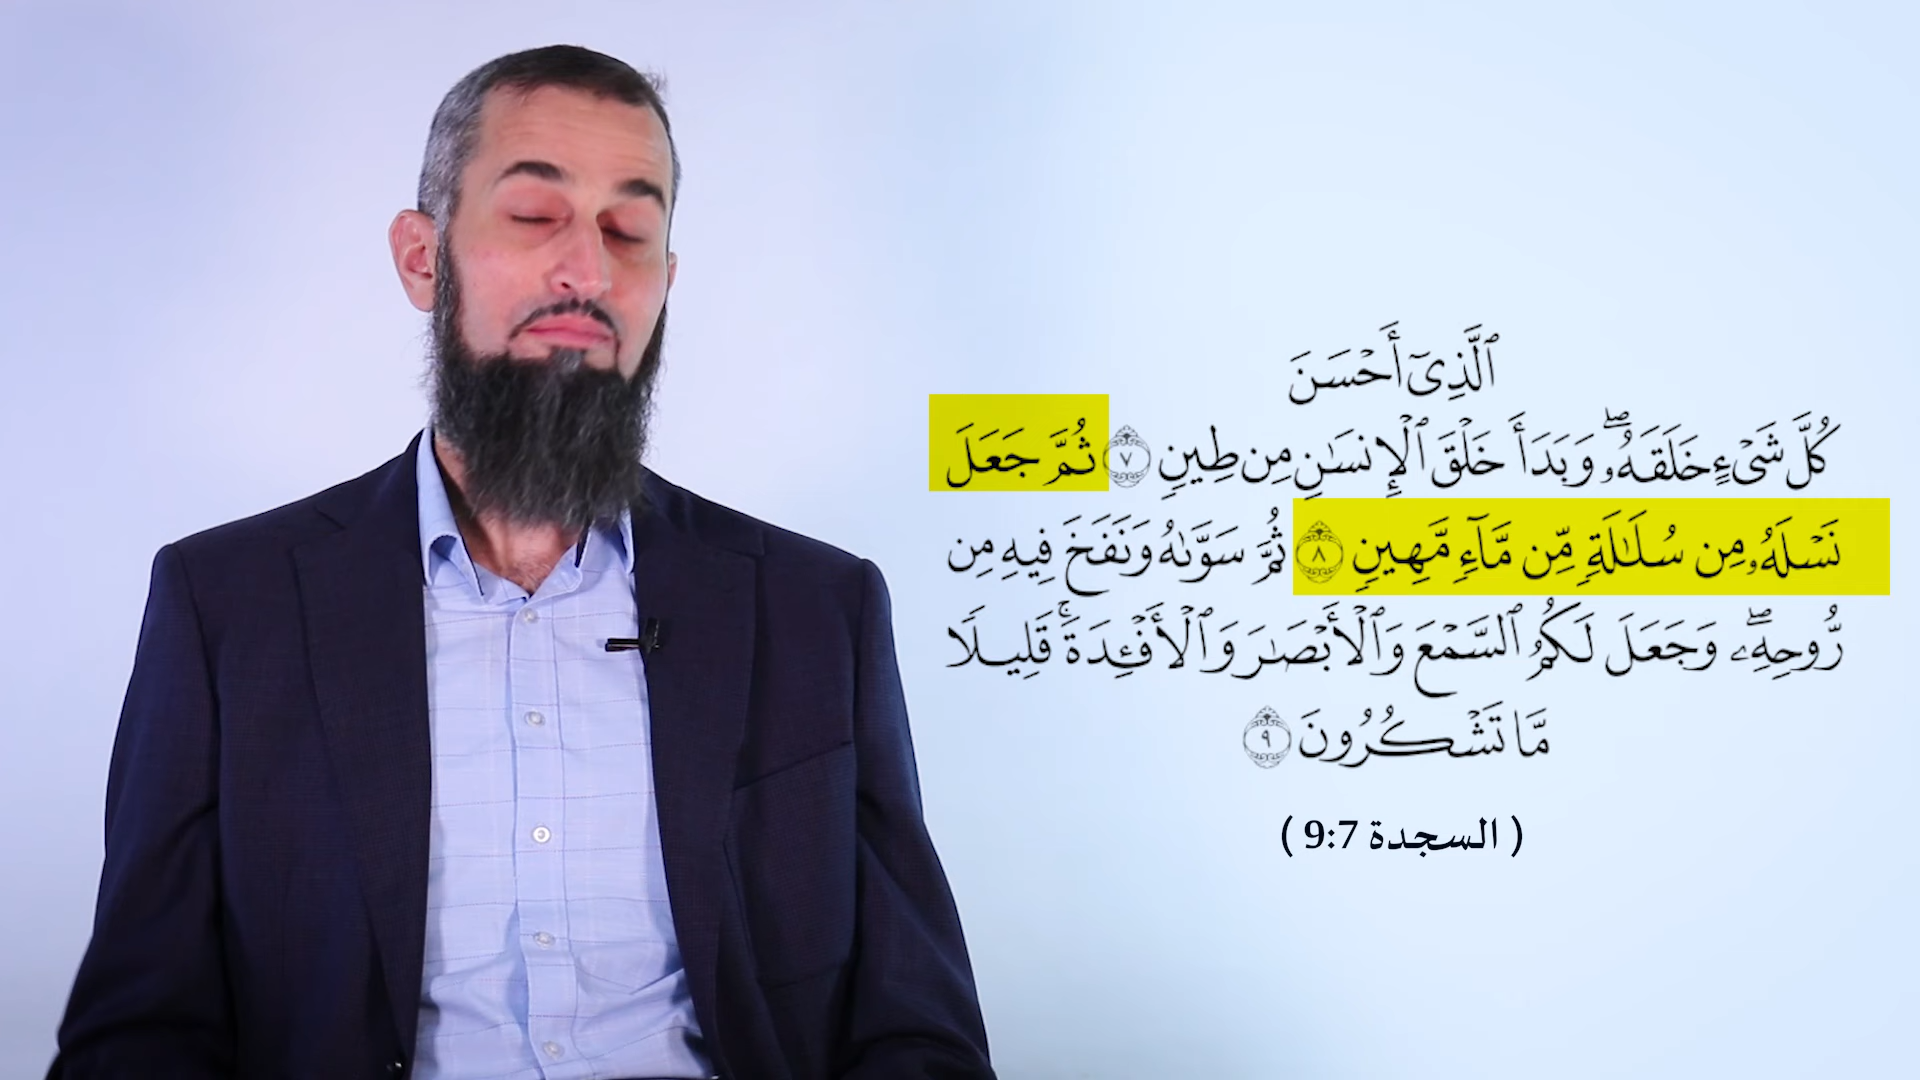 ٱلَّذِىٓ أَحْسَنَ
كُلَّ شَىْءٍ خَلَقَهُۥ ۖ وَبَدَأَ خَلْقَ ٱلْإِنسَـٰنِ مِن طِينٍ ٧ ثُمَّ جَعَلَ
نَسْلَهُۥ مِن سُلَـٰلَةٍ مِّن مَّآءٍ مَّهِينٍ ٨ ثُمَّ سَوَّىٰهُ وَنَفَخَ فِيهِ مِن
رُّوحِهِۦ ۖ وَجَعَلَ لَكُمُ ٱلسَّمْعَ وَٱلْأَبْصَـٰرَ وَٱلْأَفْـِٔدَةَ ۚ قَلِيلًا
مَّا تَشْكُرُونَ ٩
( السجدة 9:7 )